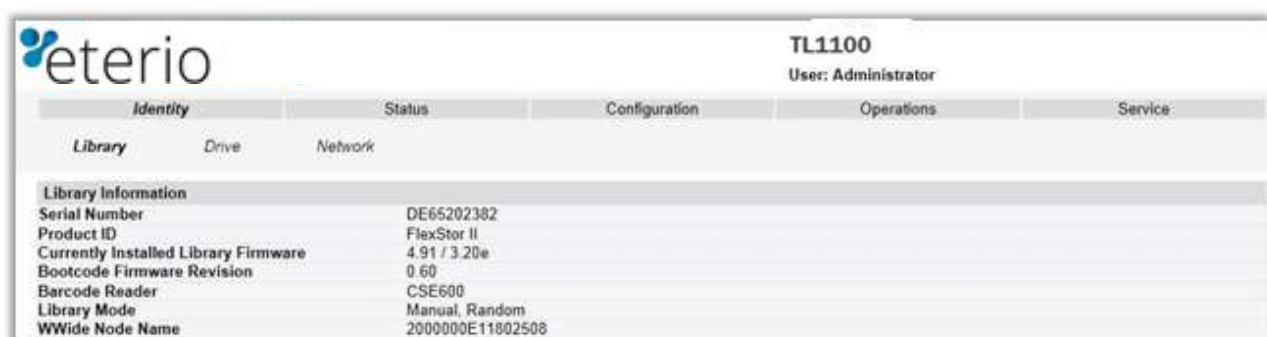 eterio
TL1100
User: Administrator
Identity Status Configuration Operations Service
Library Drive Network
Library Information
Serial Number DE65202382
Product ID FlexStor II
Currently Installed Library Firmware 4.91 / 3.20e
Bootcode Firmware Revision 0.60
Barcode Reader CSE600
Library Mode Manual, Random
WWide Node Name 2000000E11802508